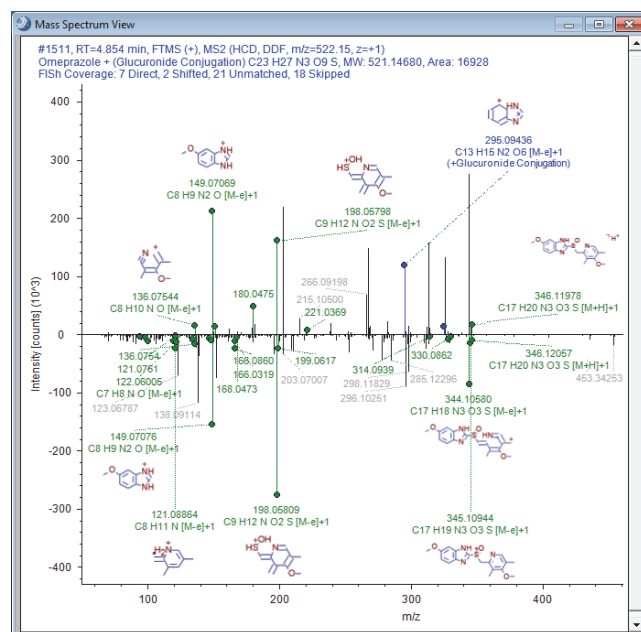 Mass Spectrum View
#1511, RT=4.854 min, FTMS (+), MS2 (HCD, DDF, m/z=522.15, z=+1)
Omeprazole + (Glucuronide Conjugation) C23 H27 N3 O9 S, MW: 521.14680, Area: 16928
FISh Coverage: 7 Direct, 2 Shifted, 21 Unmatched, 18 Skipped
400
300
200
100
0
-100
-200
-300
-400
Intensity [counts] (10^3)
295.09436
C13 H15 N2 O6 [M-e]+1
(+Glucuronide Conjugation)
149.07069
C8 H9 N2 O [M-e]+1
198.05798
C9 H12 N O2 S [M-e]+1
136.07544
C8 H10 N O [M-e]+1
180.0475
266.09198
215.10500
221.0369
346.11978
C17 H20 N3 O3 S [M+H]+1
136.0754
121.0761
122.06005
C7 H8 N O [M-e]+1
123.06787
138.09114
166.0860
166.0319
168.0473
199.0617
203.07007
314.0939
330.0862
298.11829
285.12296
296.10251
346.12057
C17 H20 N3 O3 S [M+H]+1
453.34253
344.10580
C17 H18 N3 O3 S [M-e]+1
149.07076
C8 H9 N2 O [M-e]+1
121.08864
C8 H11 N [M-e]+1
198.05809
C9 H12 N O2 S [M-e]+1
345.10944
C17 H19 N3 O3 S [M-e]+1
100
200
300
400
m/z